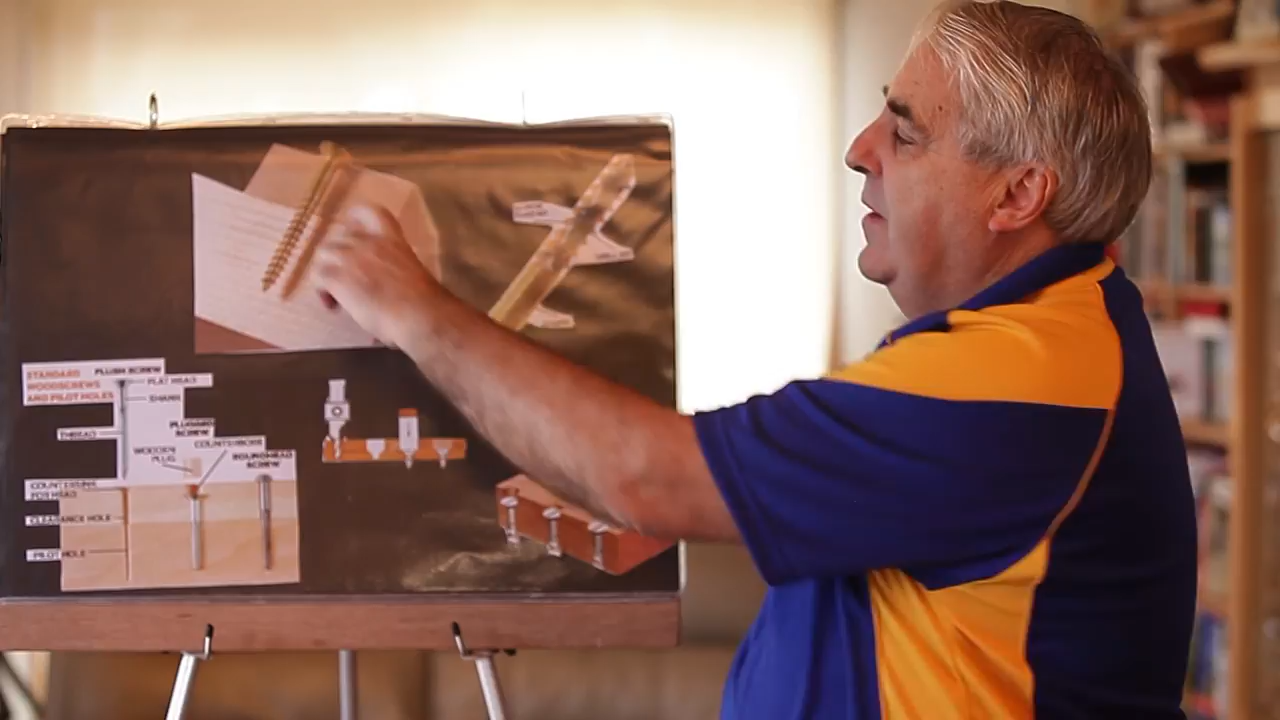 STANDARD
WOODSCREWS
AND PILOT HOLES
FLUSH SCREW
FLAT HEAD
SHANK
THREAD
PLUGGED
SCREW
COUNTERBORE
WOODEN
PLUG
ROUNDHEAD
SCREW
COUNTERSINK
FOR HEAD
CLEARANCE HOLE
PILOT HOLE